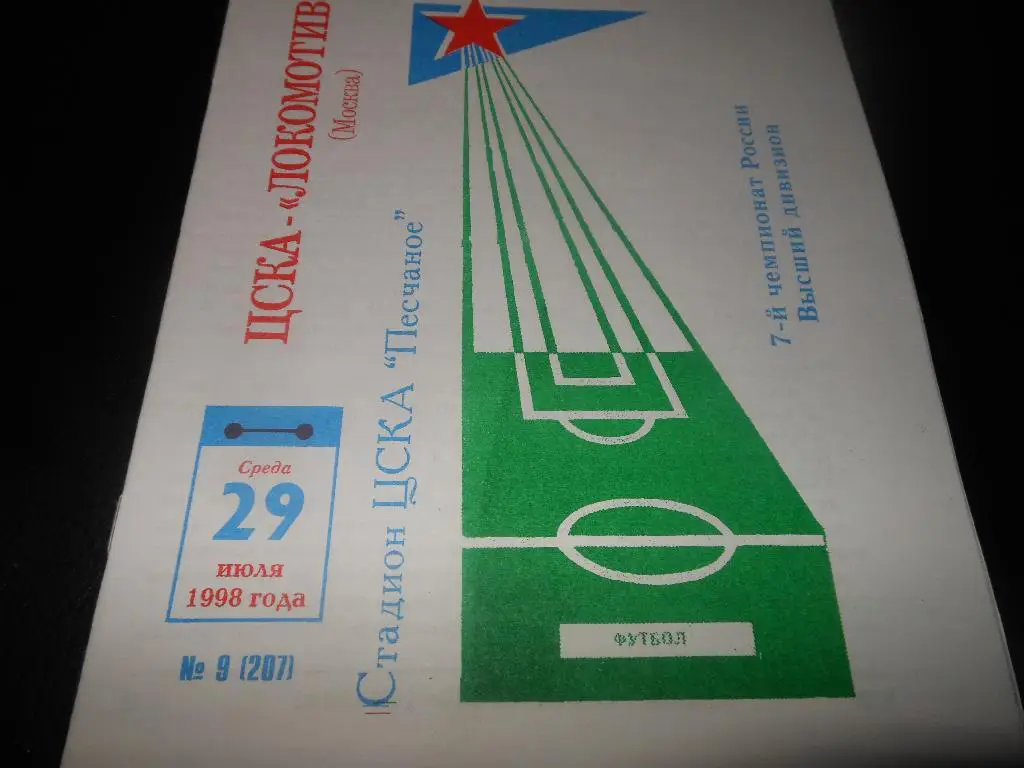 ЦСКА - «ЛОКОМОТИВ
(Москва)
Стадион ЦСКА “Песчаное”
Среда
29
июля
1998 года
№ 9 (207)
7-й чемпионат России
Высший дивизион
ФУТБОЛ